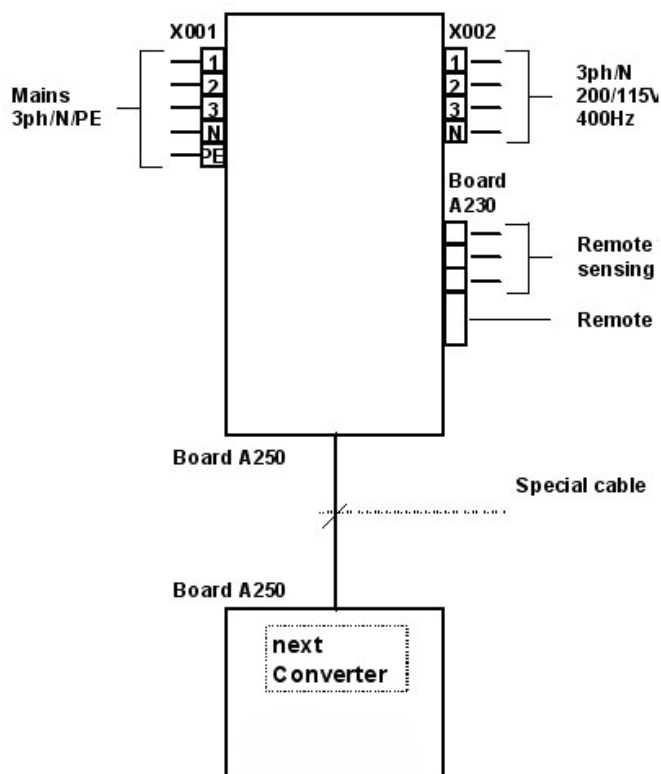 X001
1
2
3
N
PE
Mains
3ph/N/PE
X002
1
2
3
N
3ph/N
200/115V
400Hz
Board
A230
Remote
sensing
Remote
Board A250
Special cable
Board A250
next
Converter